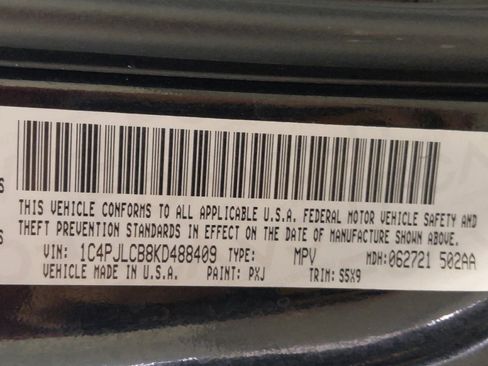 THIS VEHICLE CONFORMS TO ALL APPLICABLE U.S.A. FEDERAL MOTOR VEHICLE SAFETY AND
THEFT PREVENTION STANDARDS IN EFFECT ON THE DATE OF MANUFACTURE SHOWN ABOVE.
VIN: 1C4PJLCB8KD488409 TYPE: MPV MDH: 062721 502AA
VEHICLE MADE IN U.S.A. PAINT: PXJ TRIM: S5X9